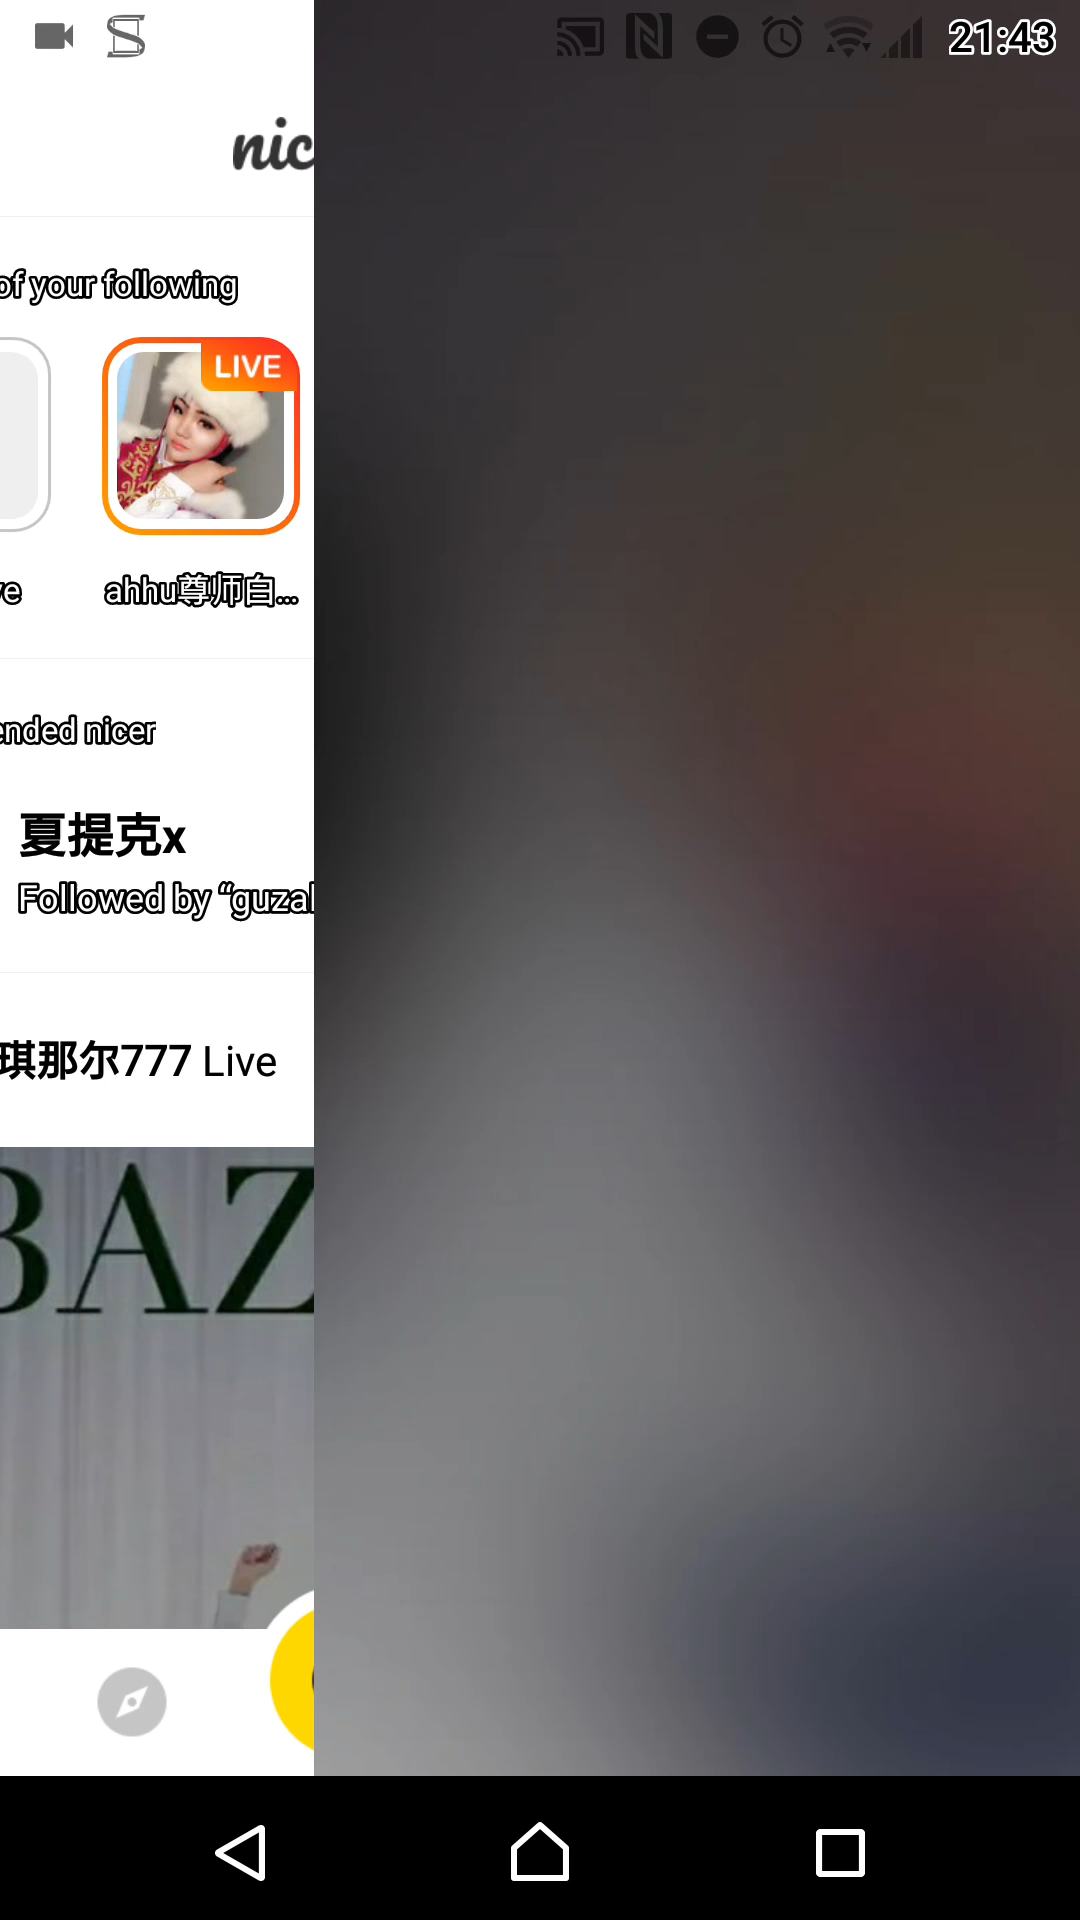 21:43
nic
of your following
LIVE
ahhu尊师白...
nded nicer
夏提克x
Followed by “guzal
琪那尔777 Live
BAZ